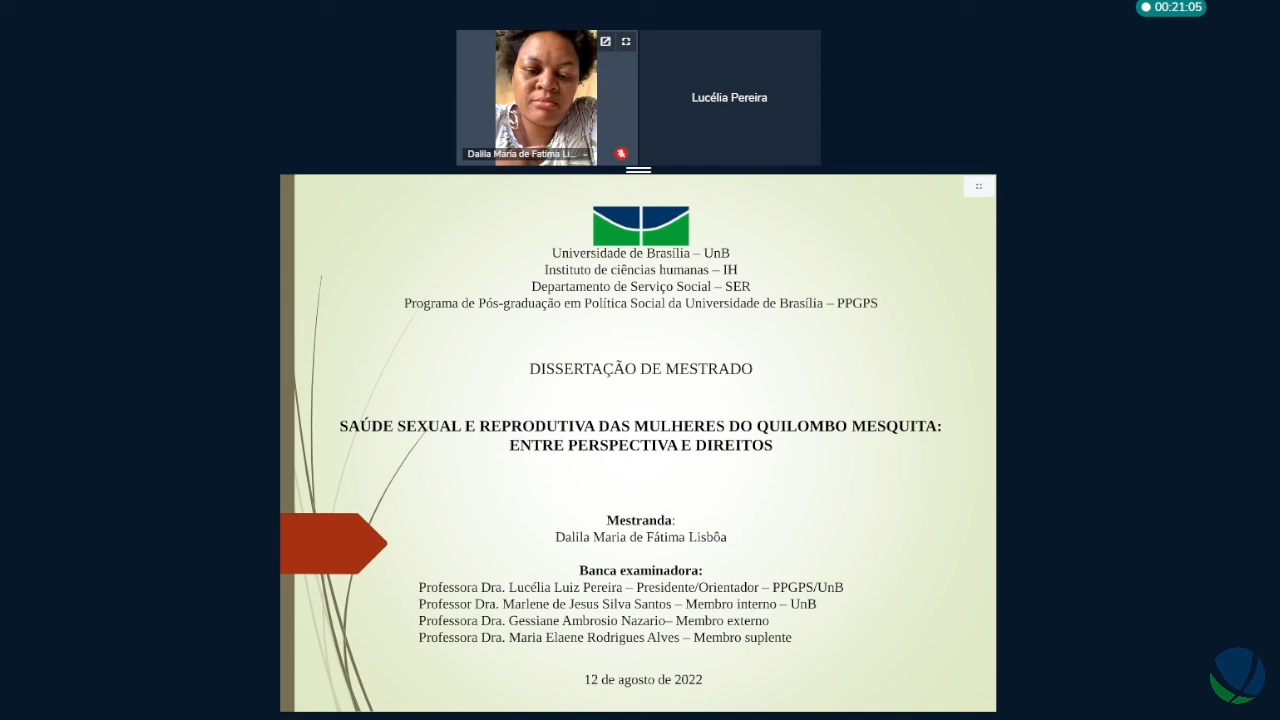 00:21:05
Dalila Maria de Fatima Li...
Lucélia Pereira
Universidade de Brasília – UnB
Instituto de ciências humanas – IH
Departamento de Serviço Social – SER
Programa de Pós-graduação em Política Social da Universidade de Brasília – PPGPS
DISSERTAÇÃO DE MESTRADO
SAÚDE SEXUAL E REPRODUTIVA DAS MULHERES DO QUILOMBO MESQUITA:
ENTRE PERSPECTIVA E DIREITOS
Mestranda:
Dalila Maria de Fátima Lisbôa
Banca examinadora:
Professora Dra. Lucélia Luiz Pereira – Presidente/Orientador – PPGPS/UnB
Professor Dra. Marlene de Jesus Silva Santos – Membro interno – UnB
Professora Dra. Gessiane Ambrosio Nazario– Membro externo
Professora Dra. Maria Elaene Rodrigues Alves – Membro suplente
12 de agosto de 2022